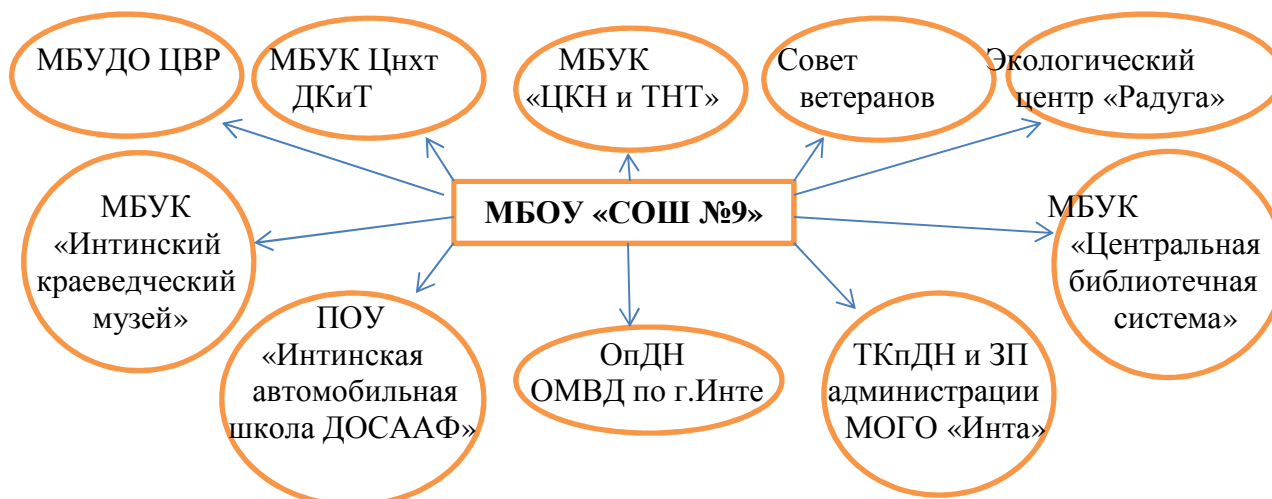 МБУДО ЦВР
МБУК Цнхт
ДКиТ
МБУК
«ЦКН и ТНТ»
Совет
ветеранов
Экологический
центр «Радуга»
МБОУ «СОШ №9»
МБУК
«Интинский
краеведческий
музей»
МБУК
«Центральная
библиотечная
система»
ПОУ
«Интинская
автомобильная
школа ДОСААФ»
ОпДН
ОМВД по г.Инте
ТКпДН и ЗП
администрации
МОГО «Инта»